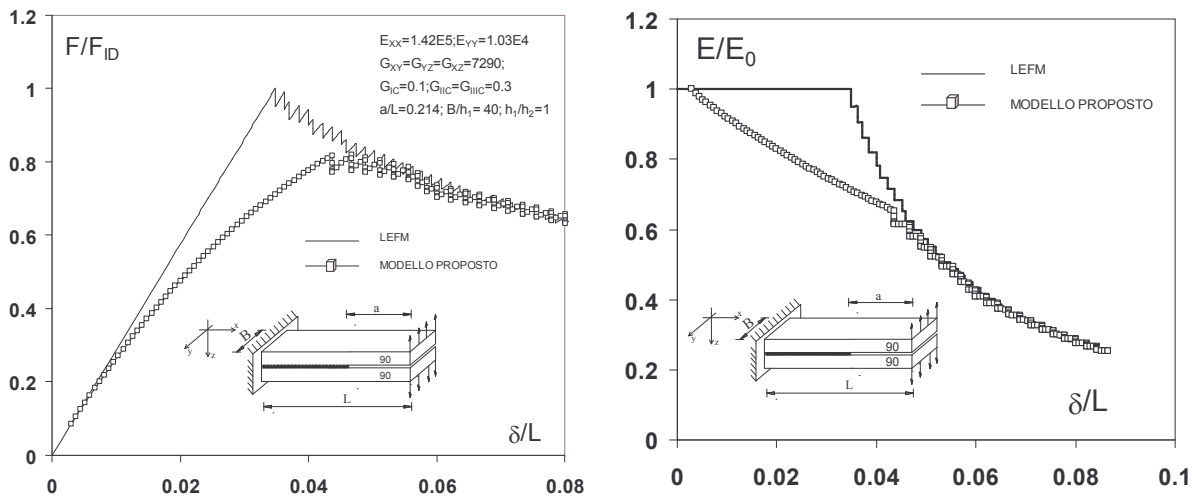 1.2
F/F_ID
E_XX=1.42E5;E_YY=1.03E4
G_XY=G_YZ=G_XZ=7290;
G_IC=0.1;G_IIC=G_IIIC=0.3
a/L=0.214; B/h_1= 40; h_1/h_2=1
1
0.8
0.6
0.4
0.2
0
LEFM
MODELLO PROPOSTO
a
x
B
y
z
90
90
L
δ/L
0
0.02
0.04
0.06
0.08
1.2
E/E_0
LEFM
MODELLO PROPOSTO
1
0.8
0.6
0.4
0.2
0
a
x
B
y
z
90
90
L
δ/L
0
0.02
0.04
0.06
0.08
0.1